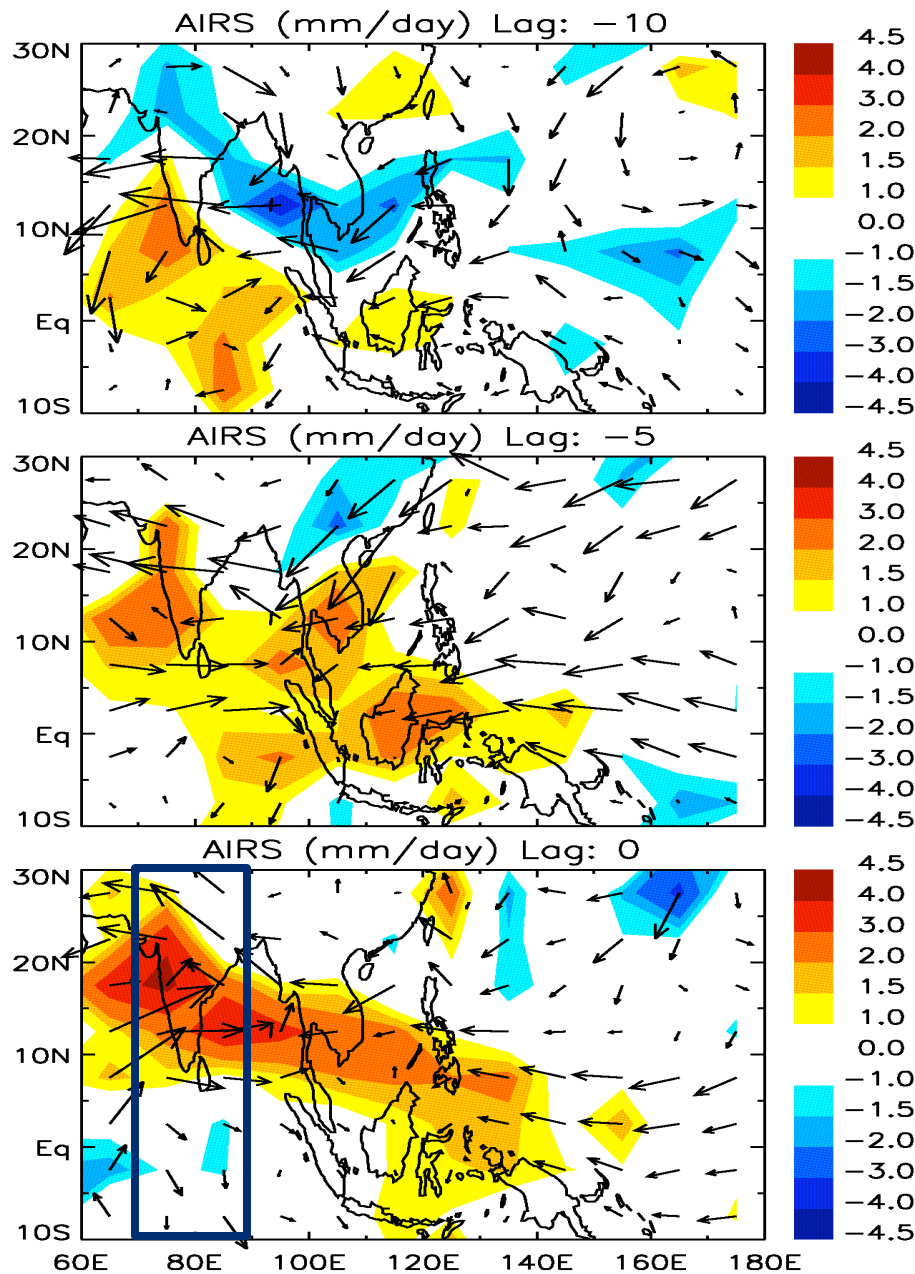 AIRS (mm/day) Lag: −10
30N
20N
10N
Eq
10S
4.5
4.0
3.0
2.0
1.5
1.0
0.0
−1.0
−1.5
−2.0
−3.0
−4.0
−4.5
AIRS (mm/day) Lag: −5
30N
20N
10N
Eq
10S
4.5
4.0
3.0
2.0
1.5
1.0
0.0
−1.0
−1.5
−2.0
−3.0
−4.0
−4.5
AIRS (mm/day) Lag: 0
30N
20N
10N
Eq
10S
60E 80E 100E 120E 140E 160E 180E
4.5
4.0
3.0
2.0
1.5
1.0
0.0
−1.0
−1.5
−2.0
−3.0
−4.0
−4.5